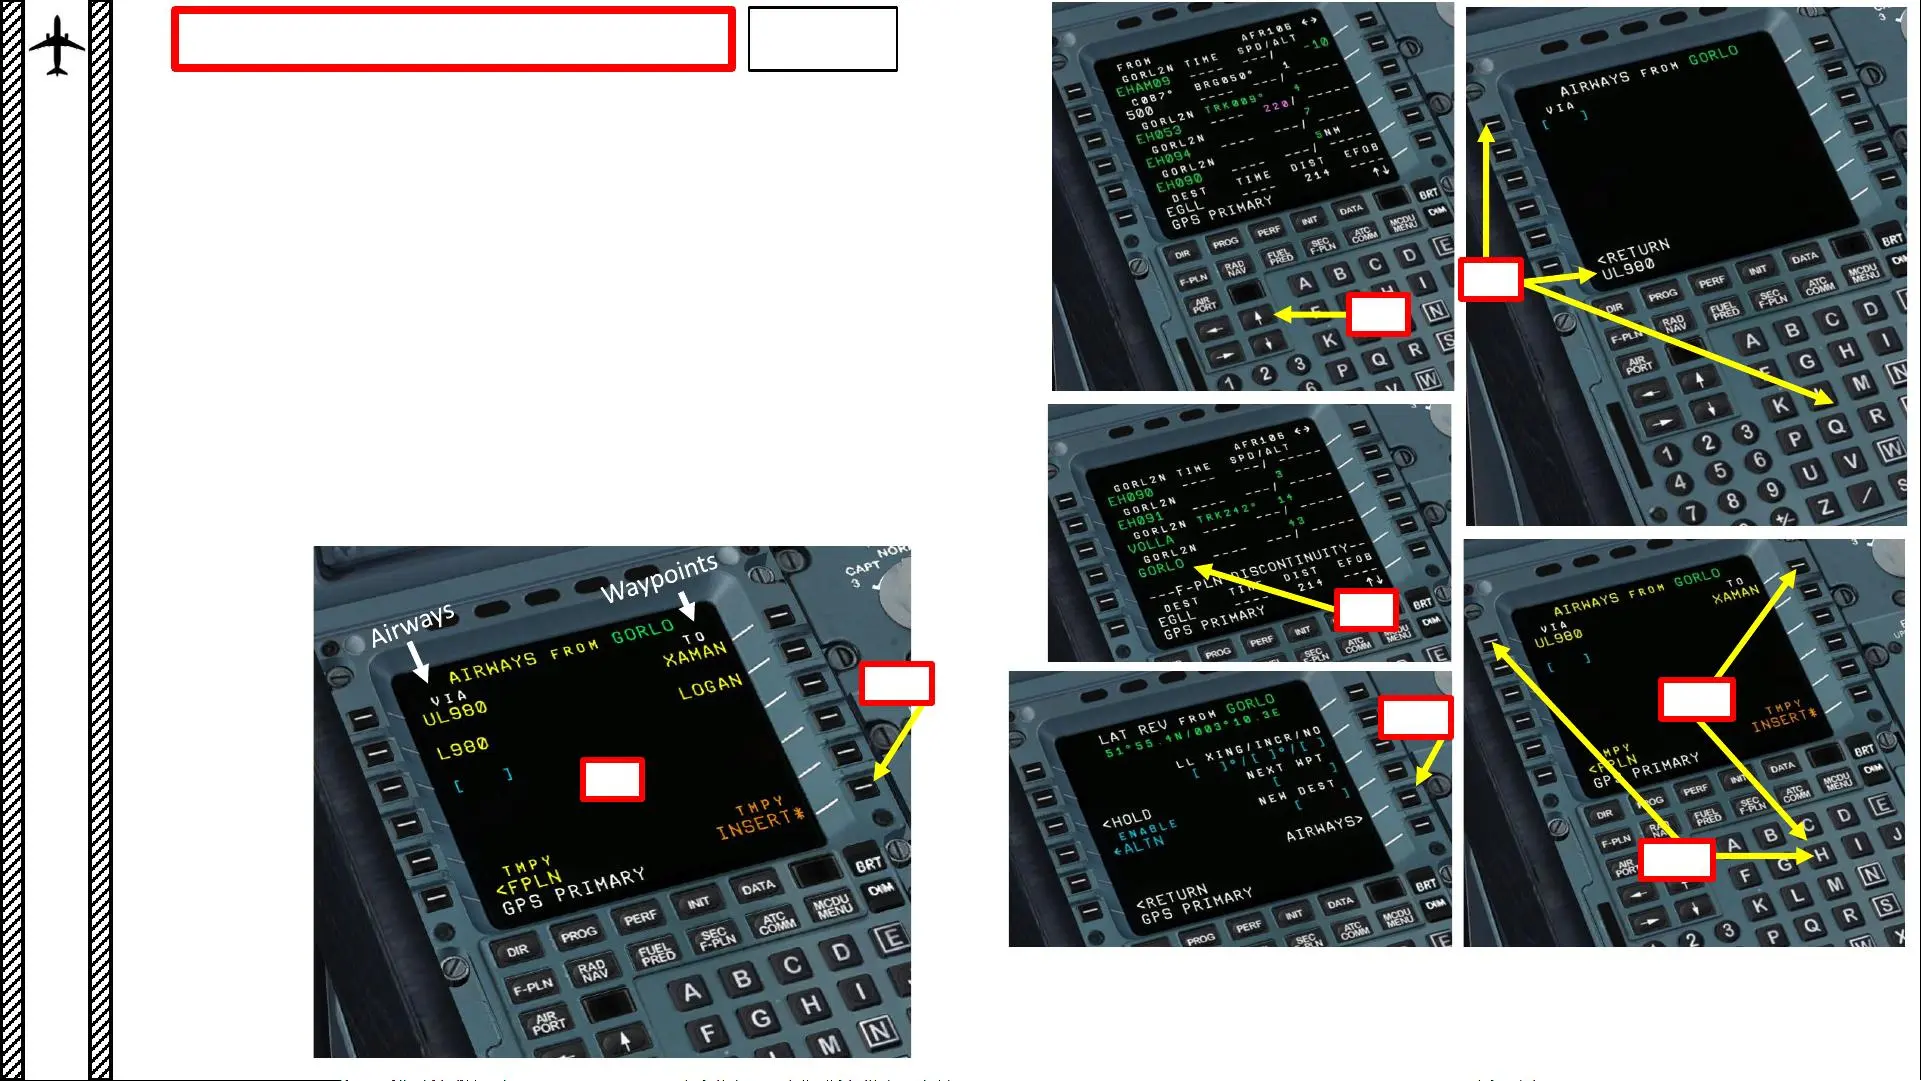 AFR106 ←→
FROM
GORL2N TIME SPD/ALT
EHAM09 ---- ---/ -10
C087° BRG050° 1
500 ---- ---/------
GORL2N TRK009° 4
EH053 ---- 220/------
GORL2N 7
EH094 ---- ---/------
GORL2N 5NM
EH090 ---- ---/------
DEST TIME DIST EFOB
EGLL ---- 214 ----
GPS PRIMARY ↑↓
BRT
DIM
DIR PROG PERF INIT DATA
F-PLN RAD NAV FUEL PRED SEC F-PLN ATC COMM MCDU MENU
AIR PORT
A B C D E
H I
K N
P Q R S
1 2 3
W
AIRWAYS FROM GORLO
VIA
[ ]
<RETURN
UL980
BRT
DIR PROG PERF INIT DATA
F-PLN RAD NAV FUEL PRED SEC F-PLN ATC COMM MCDU MENU
AIR PORT
A B C D
F G H I
K M N
P Q R
U V W
Z /
1 2 3
4 5 6
7 8 9
+/-
AFR106 ←→
GORL2N TIME SPD/ALT
EH090 ---- ---/------
GORL2N 3
EH091 ---- ---/------
GORL2N TRK242° 14
VOLLA ---- ---/------
GORL2N 43
GORLO ---- ---/------
---F-PLN DISCONTINUITY--
DEST TIME DIST EFOB
EGLL ---- 214 ----
GPS PRIMARY ↑↓
BRT
DIM
PROG PERF INIT
ATC COMM MCDU MENU
LAT REV FROM GORLO
51°55.4N/003°10.3E
LL XING/INCR/NO
[ ]°/[ ]
NEXT WPT
[ ]
<HOLD NEW DEST
[ ]
ENABLE
←ALTN AIRWAYS>
<RETURN
GPS PRIMARY
BRT
DIM
PROG PERF INIT DATA
ATC COMM MCDU MENU
AIRWAYS FROM GORLO
VIA TO
UL980 XAMAN
[ ]
TMPY
INSERT*
TMPY
<FPLN
GPS PRIMARY
BRT
DIM
DIR PROG PERF INIT DATA
F-PLN RAD NAV FUEL PRED SEC F-PLN ATC COMM MCDU MENU
A B C D E
F G H I J
K L M N
P Q R S
2 3
Airways
Waypoints
CAPT
3
AIRWAYS FROM GORLO
VIA TO
UL980 XAMAN
L980 LOGAN
[ ]
TMPY
INSERT*
TMPY
<FPLN
GPS PRIMARY
BRT
DIM
DIR PROG PERF INIT DATA
F-PLN RAD NAV FUEL PRED SEC F-PLN ATC COMM MCDU MENU
AIR PORT
A B C D E
F G H I
M N